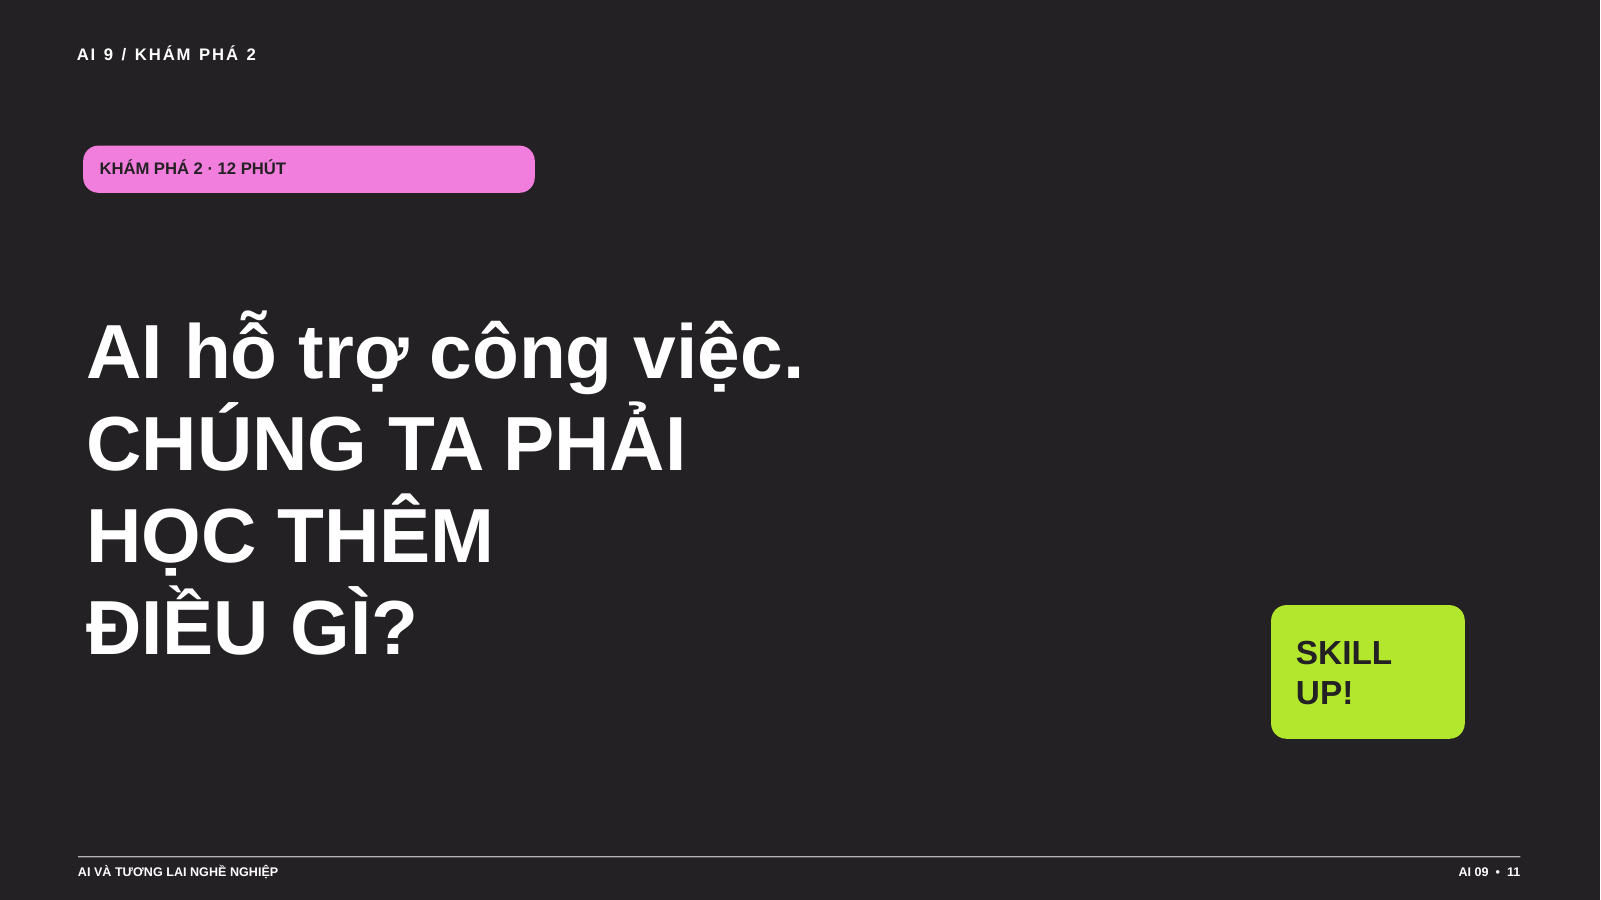 AI 9 / KHÁM PHÁ 2
KHÁM PHÁ 2 · 12 PHÚT
AI hỗ trợ công việc.
CHÚNG TA PHẢI
HỌC THÊM
ĐIỀU GÌ?
SKILL
UP!
AI VÀ TƯƠNG LAI NGHỀ NGHIỆP
AI 09 • 11